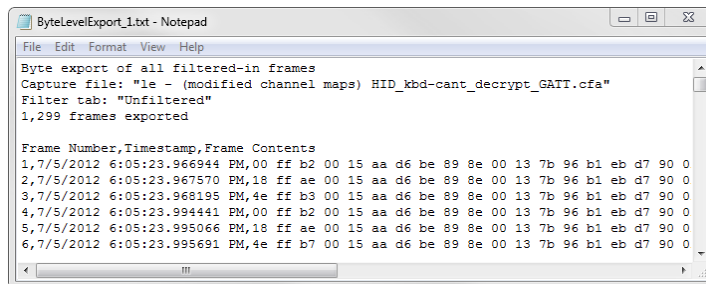 ByteLevelExport_1.txt - Notepad
File Edit Format View Help
Byte export of all filtered-in frames
Capture file: "le - (modified channel maps) HID_kbd-cant_decrypt_GATT.cfa"
Filter tab: "Unfiltered"
1,299 frames exported
Frame Number,Timestamp,Frame Contents
1,7/5/2012 6:05:23.966944 PM,00 ff b2 00 15 aa d6 be 89 8e 00 13 7b 96 b1 eb d7 90 0
2,7/5/2012 6:05:23.967570 PM,18 ff ae 00 15 aa d6 be 89 8e 00 13 7b 96 b1 eb d7 90 0
3,7/5/2012 6:05:23.968195 PM,4e ff b3 00 15 aa d6 be 89 8e 00 13 7b 96 b1 eb d7 90 0
4,7/5/2012 6:05:23.994441 PM,00 ff b2 00 15 aa d6 be 89 8e 00 13 7b 96 b1 eb d7 90 0
5,7/5/2012 6:05:23.995066 PM,18 ff ae 00 15 aa d6 be 89 8e 00 13 7b 96 b1 eb d7 90 0
6,7/5/2012 6:05:23.995691 PM,4e ff b7 00 15 aa d6 be 89 8e 00 13 7b 96 b1 eb d7 90 0